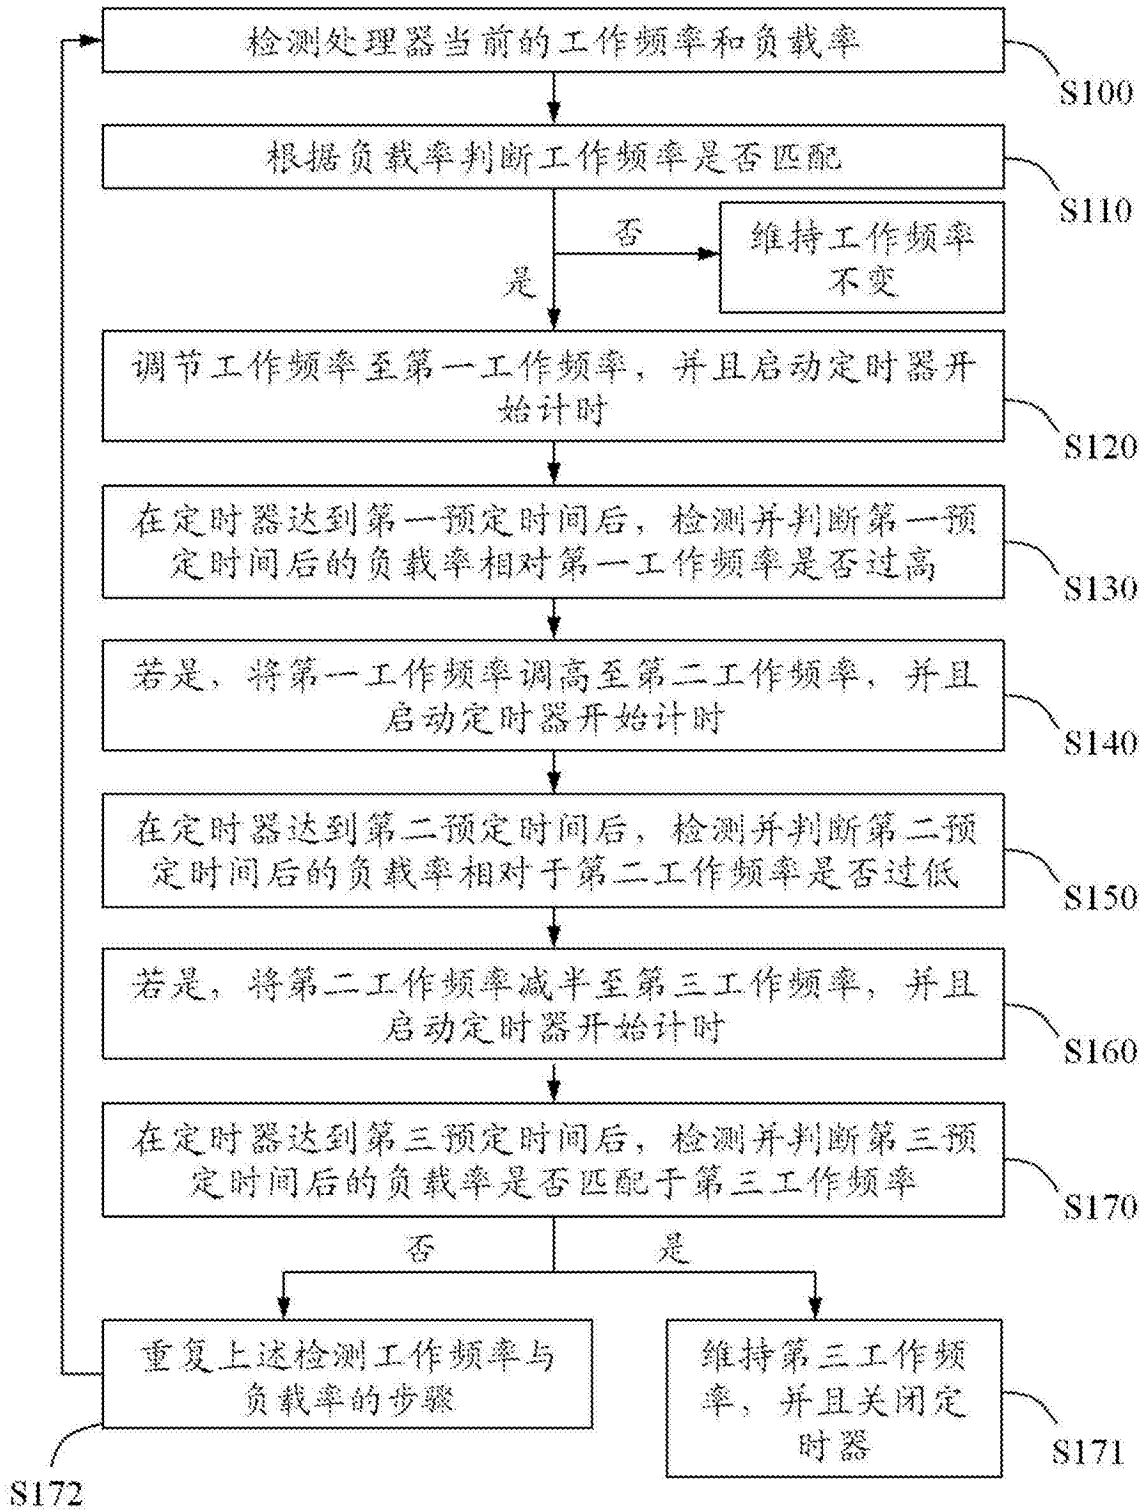 检测处理器当前的工作频率和负载率
S100
根据负载率判断工作频率是否匹配
S110
否
维持工作频率
不变
是
调节工作频率至第一工作频率，并且启动定时器开
始计时
S120
在定时器达到第一预定时间后，检测并判断第一预
定时间后的负载率相对第一工作频率是否过高
S130
若是，将第一工作频率调高至第二工作频率，并且
启动定时器开始计时
S140
在定时器达到第二预定时间后，检测并判断第二预
定时间后的负载率相对于第二工作频率是否过低
S150
若是，将第二工作频率减半至第三工作频率，并且
启动定时器开始计时
S160
在定时器达到第三预定时间后，检测并判断第三预
定时间后的负载率是否匹配于第三工作频率
S170
否
是
重复上述检测工作频率与
负载率的步骤
S172
维持第三工作频
率，并且关闭定
时器
S171